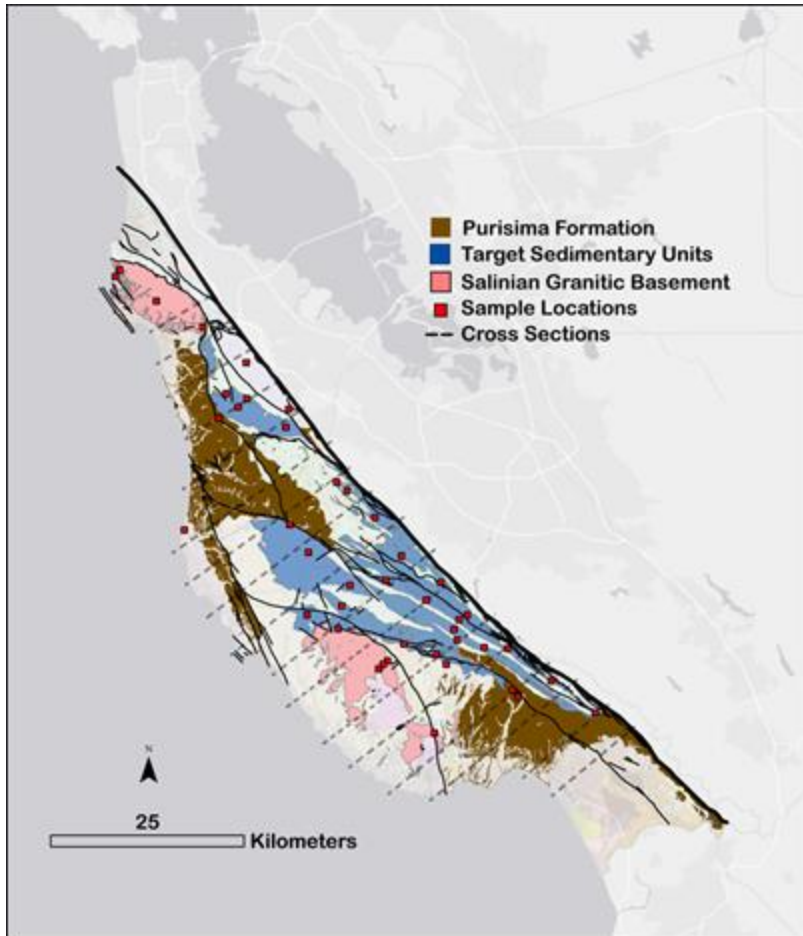 Purisima Formation
Target Sedimentary Units
Salinian Granitic Basement
Sample Locations
Cross Sections
N
25
Kilometers